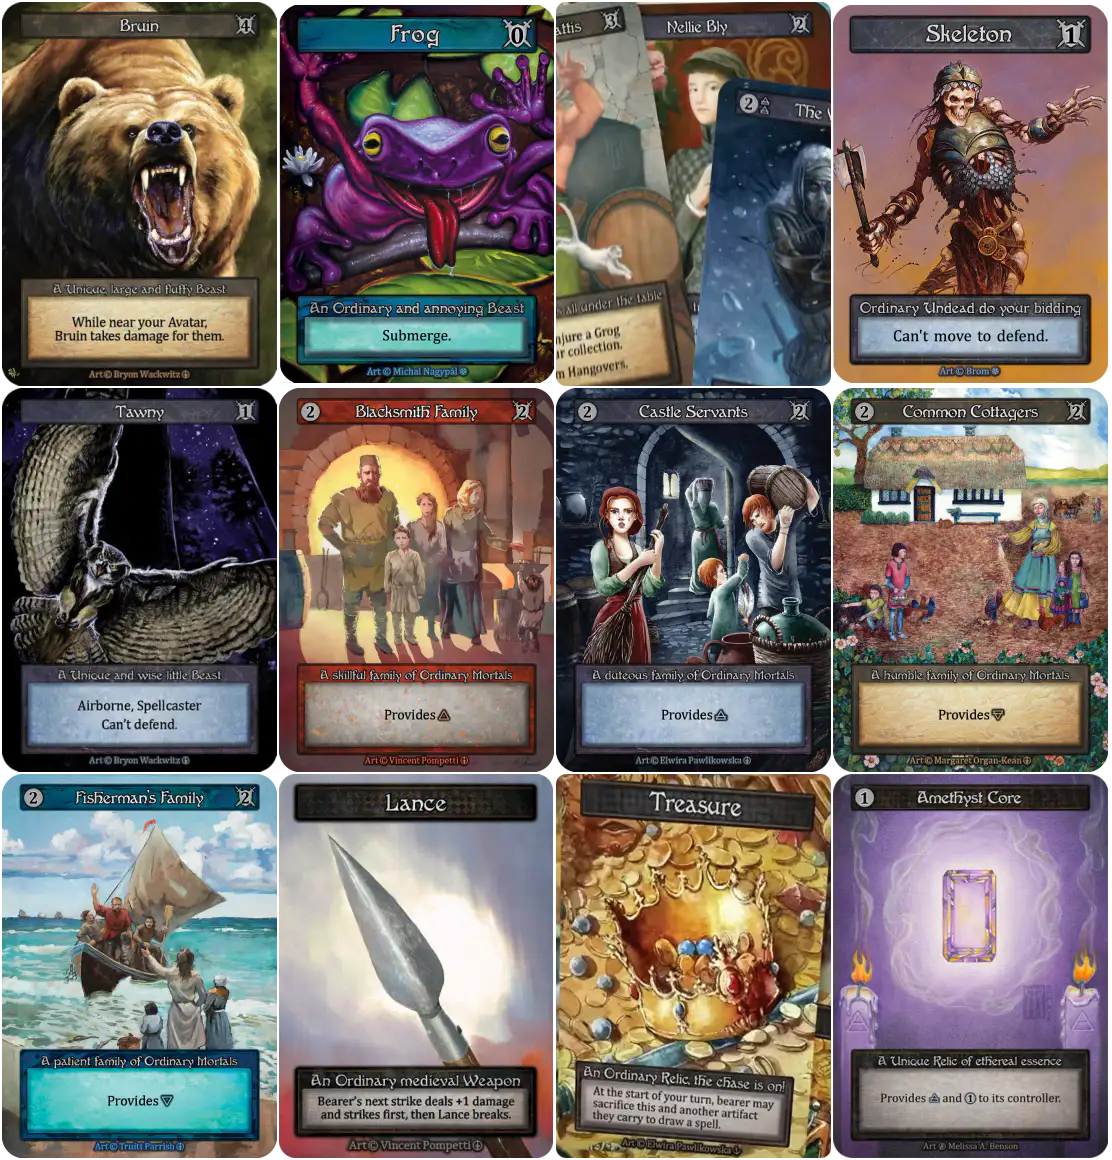 Bruin
4
A Unique, large and fluffy Beast
While near your Avatar,
Bruin takes damage for them.
Art © Bryon Wackwitz
Frog
0
An Ordinary and annoying Beast
Submerge.
Art © Michal Nagypál
attis
3
Nellie Bly
2
2
The
all under the table
njure a Grog
r collection.
m Hangovers.
Skeleton
1
Ordinary Undead do your bidding
Can't move to defend.
Art © Brom
Tawny
1
A Unique and wise little Beast
Airborne, Spellcaster
Can't defend.
Art © Bryon Wackwitz
2
Blacksmith Family
2
A skillful family of Ordinary Mortals
Provides
Art © Vincent Pompetti
2
Castle Servants
2
A duteous family of Ordinary Mortals
Provides
Art © Elwira Pawlikowska
2
Common Cottagers
2
A humble family of Ordinary Mortals
Provides
Art © Margaret Organ-Kean
2
Fisherman's Family
2
A patient family of Ordinary Mortals
Provides
Art © Truitti Parrish
Lance
An Ordinary medieval Weapon
Bearer's next strike deals +1 damage
and strikes first, then Lance breaks.
Art © Vincent Pompetti
Treasure
An Ordinary Relic, the chase is on!
At the start of your turn, bearer may
sacrifice this and another artifact
they carry to draw a spell.
Art © Elwira Pawlikowska
1
Amethyst Core
A Unique Relic of ethereal essence
Provides and 1 to its controller.
Art Melissa A. Benson